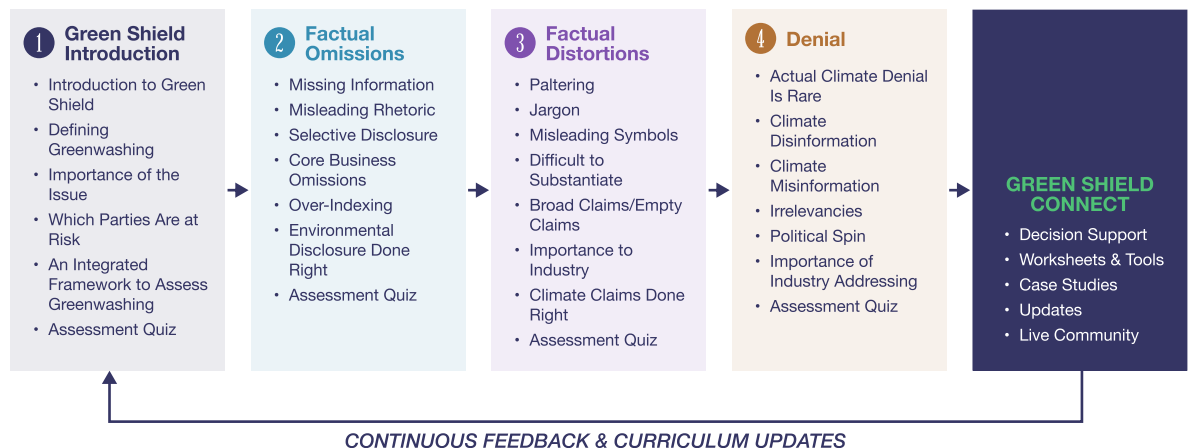 1
Green Shield
Introduction
• Introduction to Green
Shield
• Defining
Greenwashing
• Importance of the
Issue
• Which Parties Are at
Risk
• An Integrated
Framework to Assess
Greenwashing
• Assessment Quiz
2
Factual
Omissions
• Missing Information
• Misleading Rhetoric
• Selective Disclosure
• Core Business
Omissions
• Over-Indexing
• Environmental
Disclosure Done
Right
• Assessment Quiz
3
Factual
Distortions
• Paltering
• Jargon
• Misleading Symbols
• Difficult to
Substantiate
• Broad Claims/Empty
Claims
• Importance to
Industry
• Climate Claims Done
Right
• Assessment Quiz
4
Denial
• Actual Climate Denial
Is Rare
• Climate
Disinformation
• Climate
Misinformation
• Irrelevancies
• Political Spin
• Importance of
Industry Addressing
• Assessment Quiz
GREEN SHIELD
CONNECT
• Decision Support
• Worksheets & Tools
• Case Studies
• Updates
• Live Community
CONTINUOUS FEEDBACK & CURRICULUM UPDATES